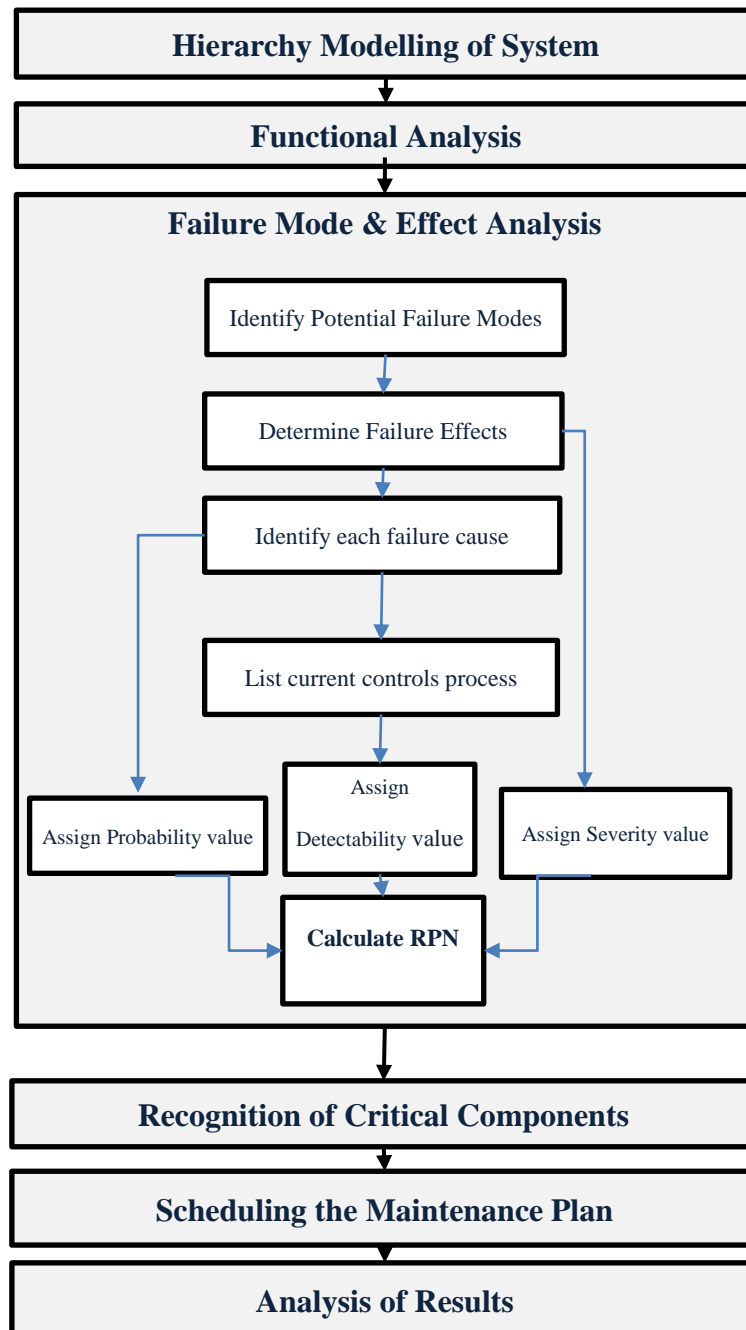 Hierarchy Modelling of System
Functional Analysis
Failure Mode & Effect Analysis
Identify Potential Failure Modes
Determine Failure Effects
Identify each failure cause
List current controls process
Assign Probability value
Assign
Detectability value
Assign Severity value
Calculate RPN
Recognition of Critical Components
Scheduling the Maintenance Plan
Analysis of Results